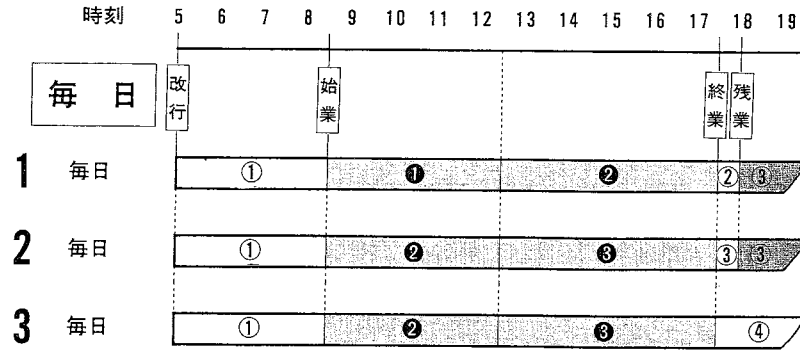 時刻 5 6 7 8 9 10 11 12 13 14 15 16 17 18 19
毎 日
改行
始業
終業
残業
1 毎日 ① ❶ ❷ ② ③
2 毎日 ① ❷ ❸ ③ ③
3 毎日 ① ❷ ❸ ④